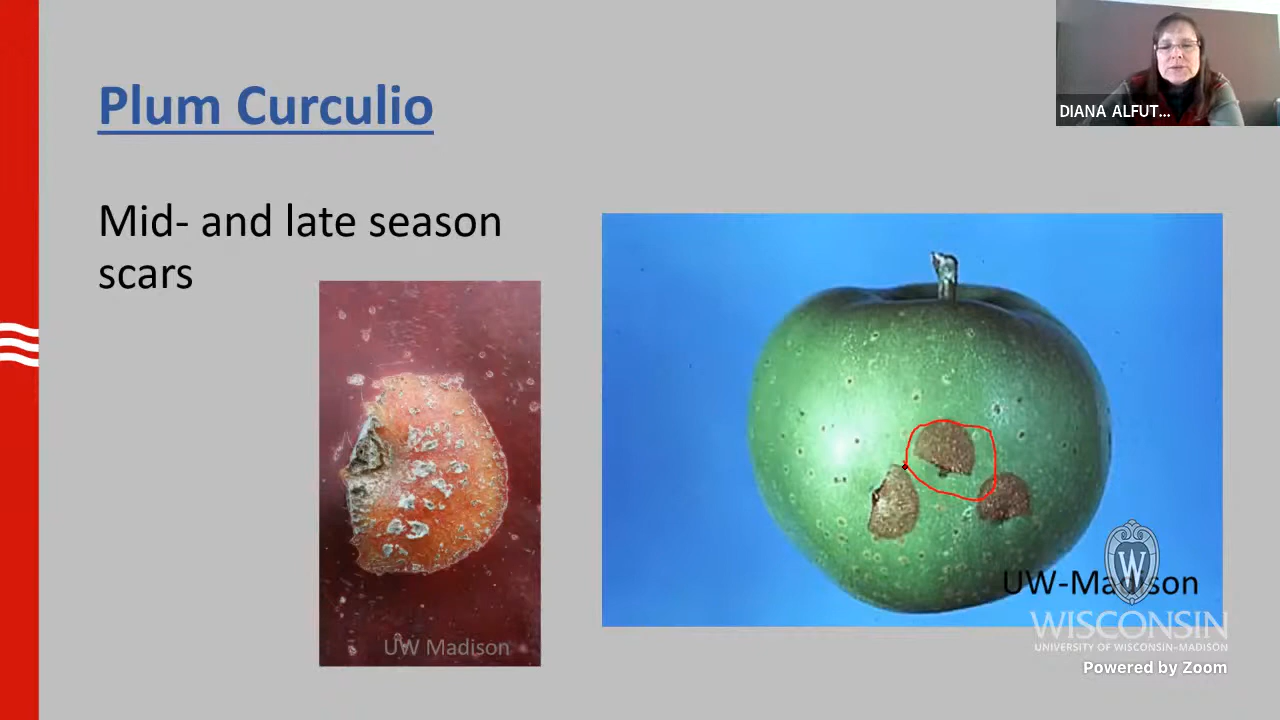 Plum Curculio
DIANA ALFUT...
Mid- and late season
scars
UW Madison
UW-Madison
W
WISCONSIN
UNIVERSITY OF WISCONSIN–MADISON
Powered by Zoom